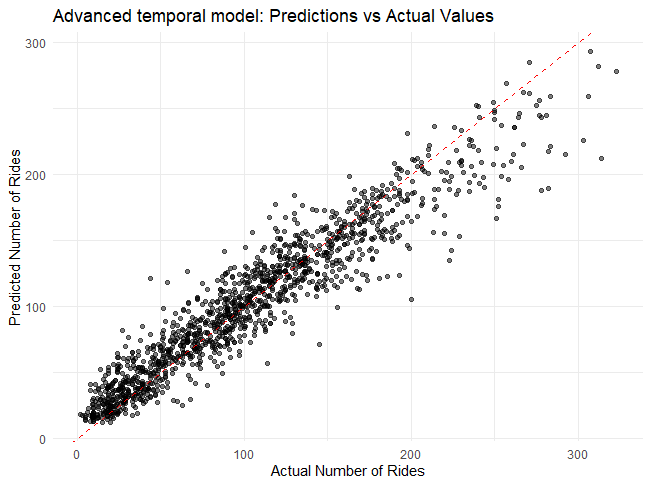 Advanced temporal model: Predictions vs Actual Values
300
200
100
0
Predicted Number of Rides
0 100 200 300
Actual Number of Rides